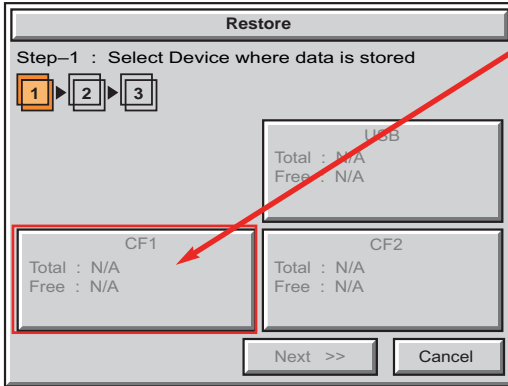 Restore
Step–1 : Select Device where data is stored
1 2 3
USB
Total : N/A
Free : N/A
CF1
Total : N/A
Free : N/A
CF2
Total : N/A
Free : N/A
Next >>
Cancel